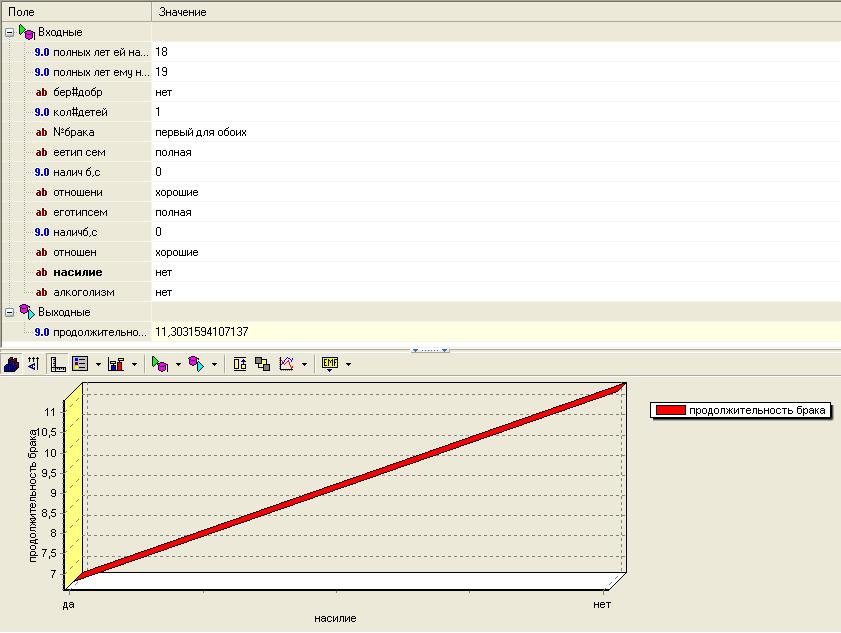 Поле Значение
Входные
9.0 полных лет ей на... 18
9.0 полных лет ему н... 19
ab бер#добр нет
9.0 кол#детей 1
ab №брака первый для обоих
ab еетип сем полная
9.0 налич б,с 0
ab отношени хорошие
ab еготипсем полная
9.0 наличб,с 0
ab отношен хорошие
ab насилие нет
ab алкоголизм нет
Выходные
9.0 продолжительно... 11,3031594107137
EMF
продолжительность брака
11
10,5
10
9,5
9
8,5
8
7,5
7
да нет
насилие
продолжительность брака